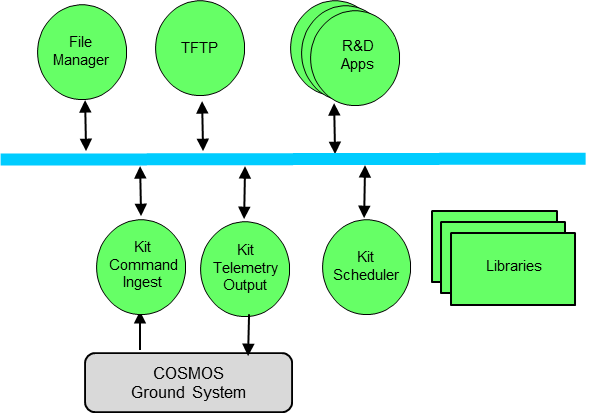 File
Manager
TFTP
R&D
Apps
Kit
Command
Ingest
Kit
Telemetry
Output
Kit
Scheduler
Libraries
COSMOS
Ground System